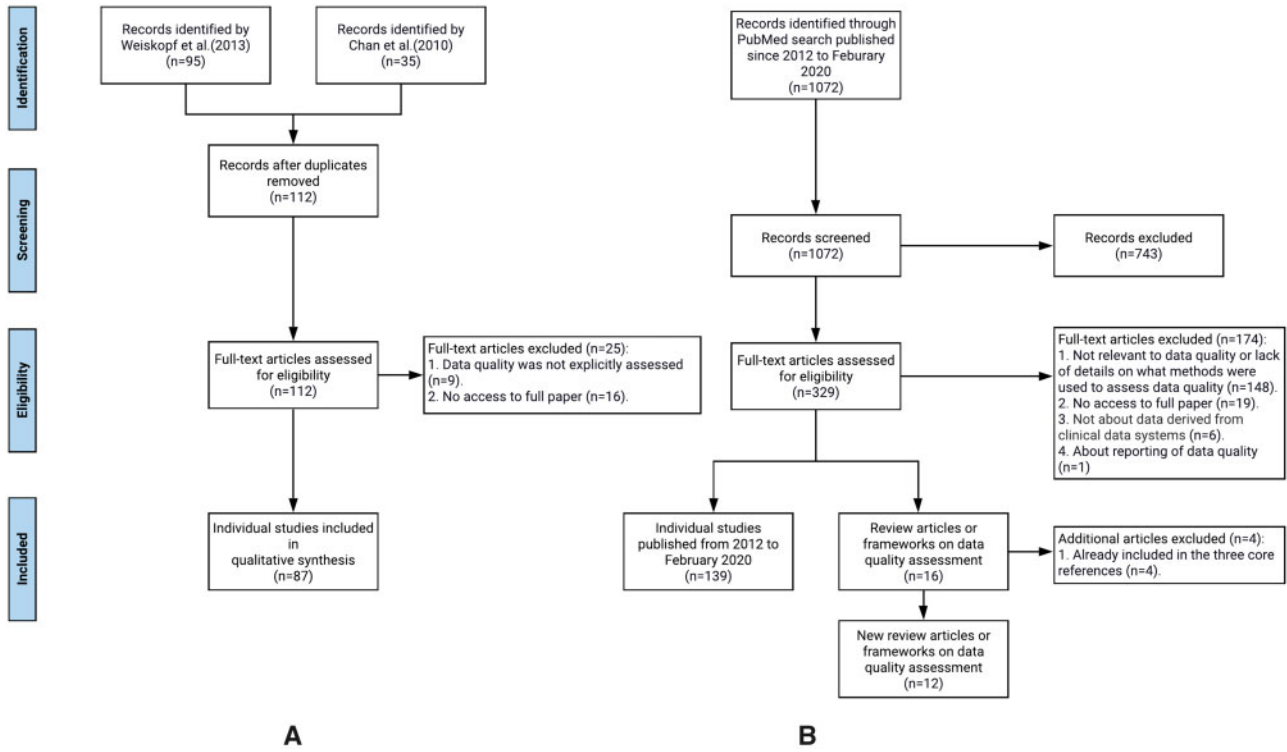 Identification
Records identified by
Weiskopf et al.(2013)
(n=95)
Records identified by
Chan et al.(2010)
(n=35)
Records after duplicates
removed
(n=112)
Screening
Full-text articles assessed
for eligibility
(n=112)
Full-text articles excluded (n=25):
1. Data quality was not explicitly assessed
(n=9).
2. No access to full paper (n=16).
Eligibility
Individual studies included
in
qualitative synthesis
(n=87)
Included
A
Records identified through
PubMed search published
since 2012 to Feburary
2020
(n=1072)
Records screened
(n=1072)
Records excluded
(n=743)
Full-text articles assessed for
eligibility
(n=329)
Full-text articles excluded (n=174):
1. Not relevant to data quality or lack
of details on what methods were
used to assess data quality (n=148).
2. No access to full paper (n=19).
3. Not about data derived from
clinical data systems (n=6).
4. About reporting of data quality
(n=1)
Individual studies
published from 2012 to
February 2020
(n=139)
Review articles or
frameworks on data
quality assessment
(n=16)
Additional articles excluded (n=4):
1. Already included in the three core
references (n=4).
New review articles or
frameworks on data
quality assessment
(n=12)
B